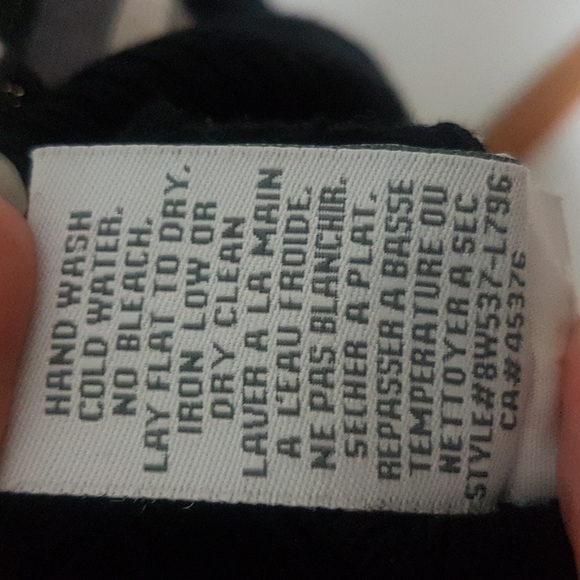 HAND WASH
COLD WATER.
NO BLEACH.
LAY FLAT TO DRY.
IRON LOW OR
DRY CLEAN
LAVER A LA MAIN
A L'EAU FROIDE.
NE PAS BLANCHIR.
SECHER A PLAT.
REPASSER A BASSE
TEMPERATURE OU
NETTOYER A SEC
STYLE#8W537-L796
CA#45376